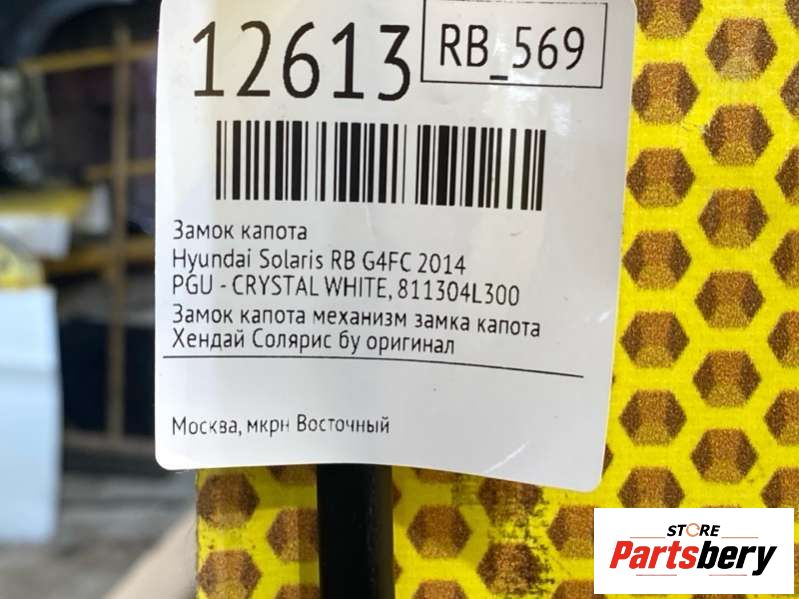 12613
RB_569
Замок капота
Hyundai Solaris RB G4FC 2014
PGU - CRYSTAL WHITE, 811304L300
Замок капота механизм замка капота
Хендай Солярис бу оригинал
Москва, мкрн Восточный
STORE
Partsbery